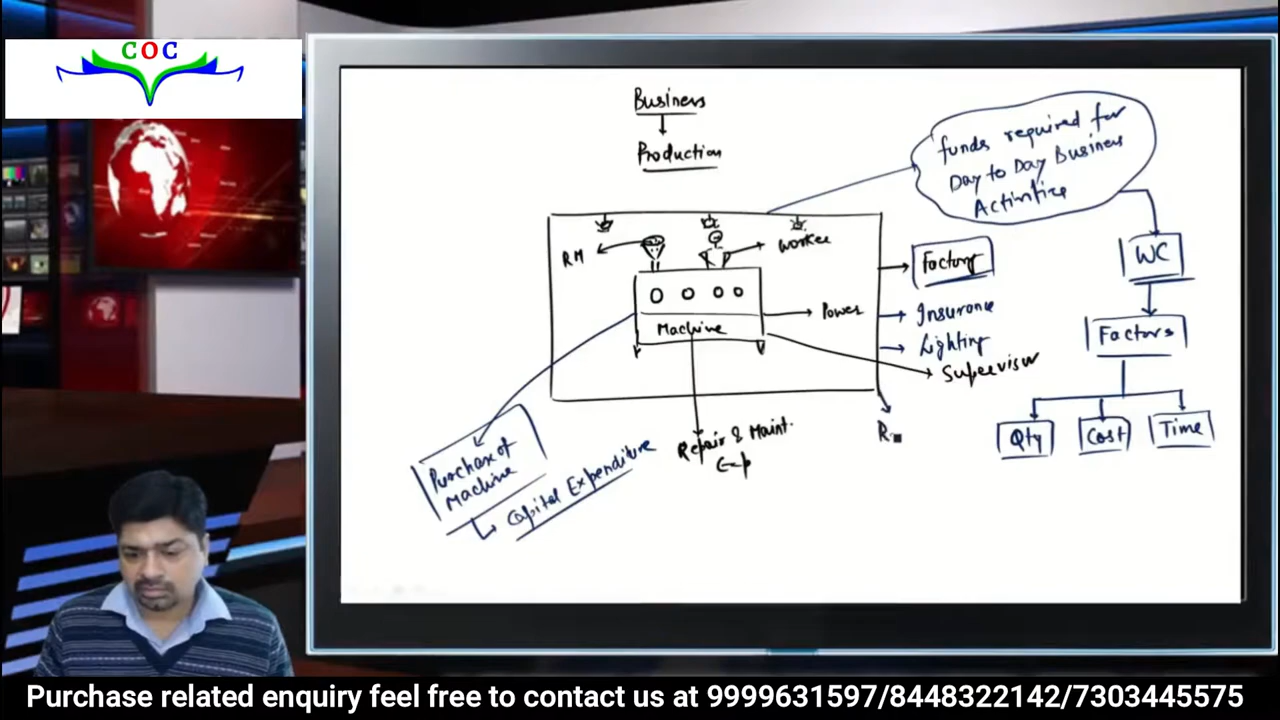 COC
Business
Production
funds required for
Day to Day Business
Activities
RM
Worker
Factory
WC
Power
Insurance
Machine
Lighting
Factors
Supervisor
Purchase of
Machine
Capital Expenditure
Repair & Maint.
Exp
R
Qty
Cost
Time
Purchase related enquiry feel free to contact us at 9999631597/8448322142/7303445575